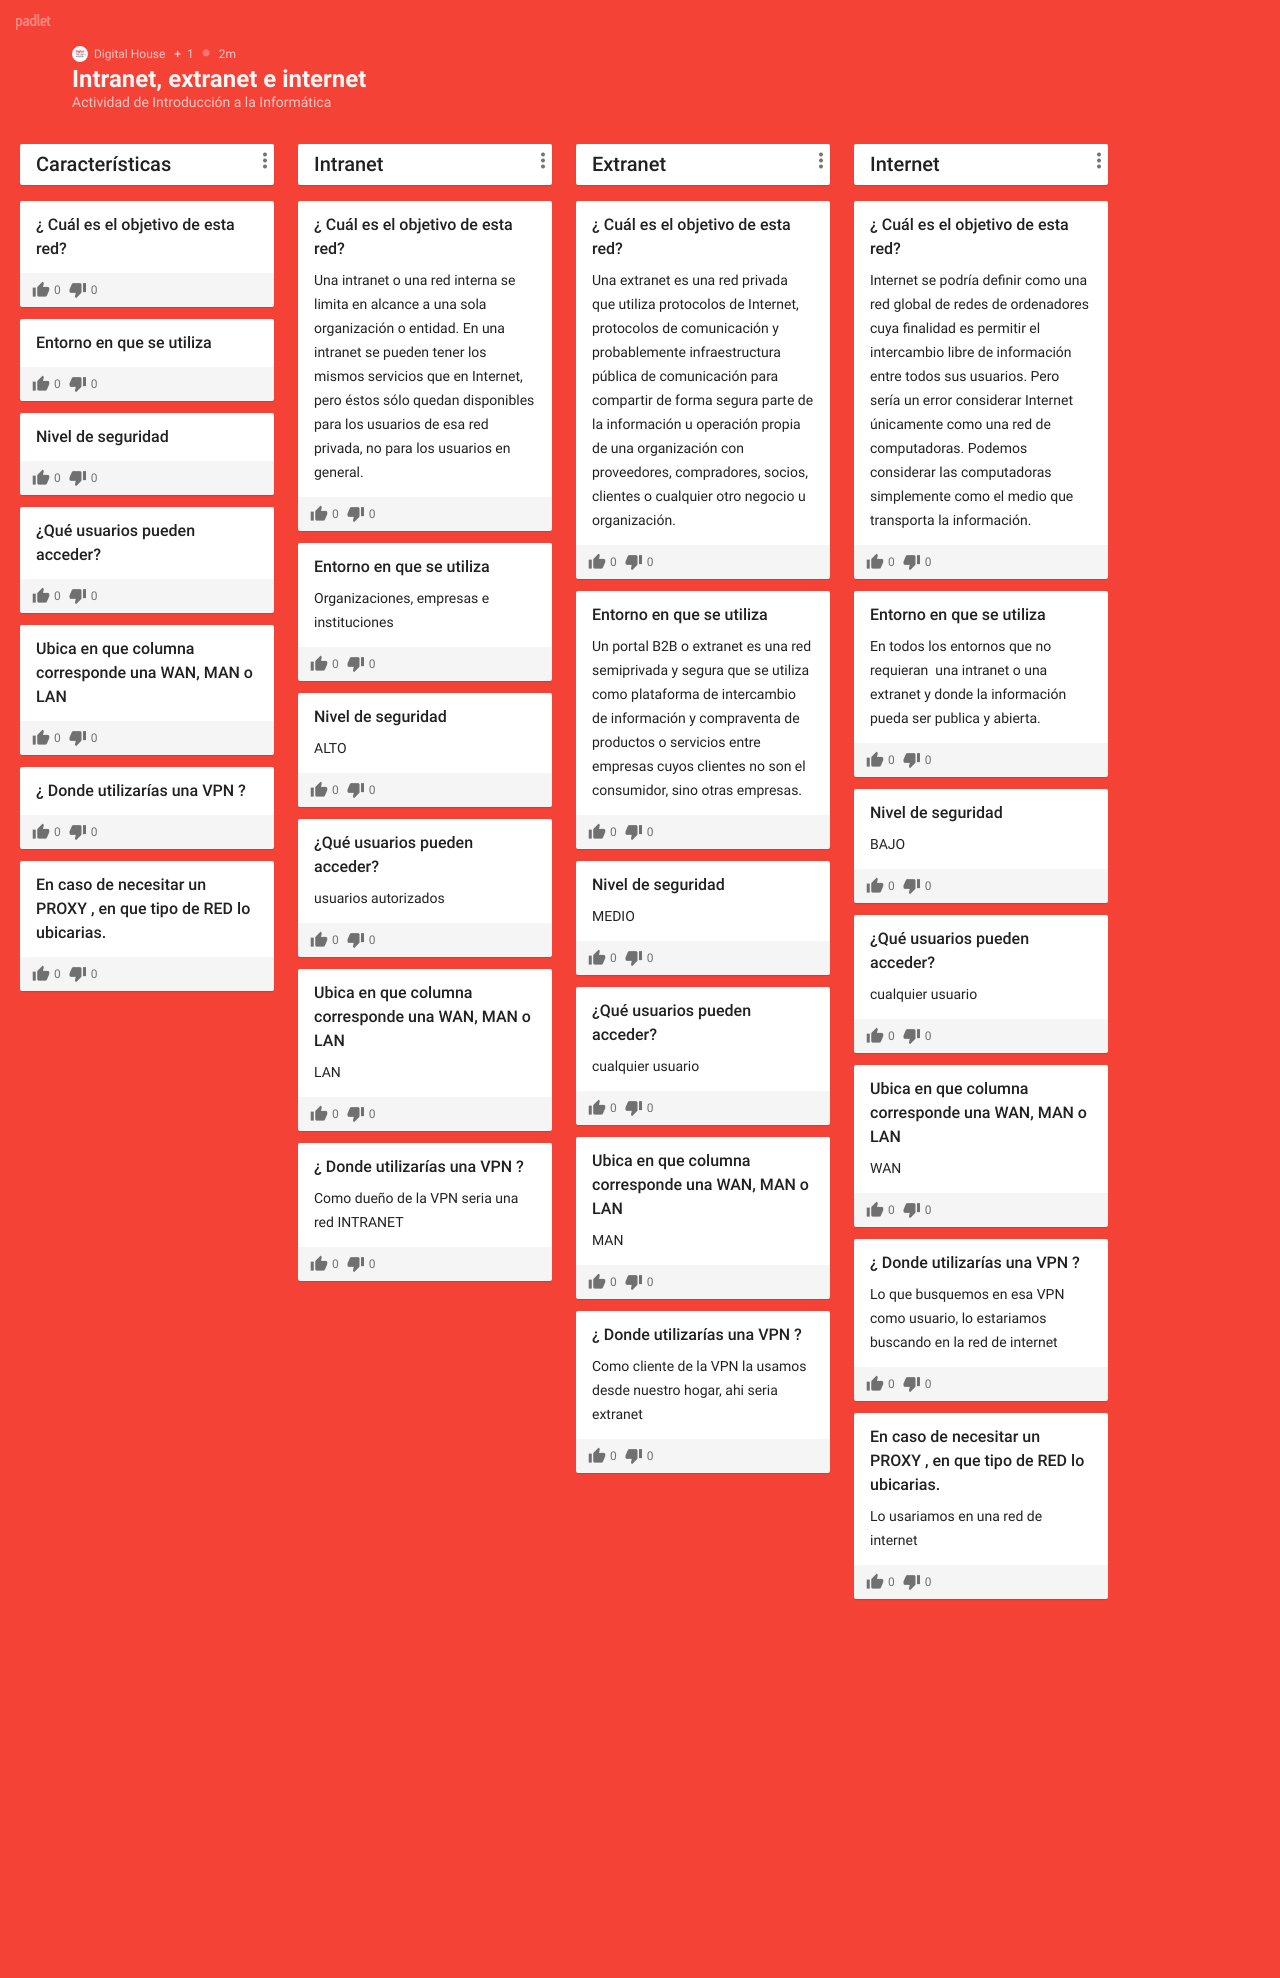 padlet
Digital House + 1 • 2m
Intranet, extranet e internet
Actividad de Introducción a la Informática
Características
¿ Cuál es el objetivo de esta
red?
0 0
Entorno en que se utiliza
0 0
Nivel de seguridad
0 0
¿Qué usuarios pueden
acceder?
0 0
Ubica en que columna
corresponde una WAN, MAN o
LAN
0 0
¿ Donde utilizarías una VPN ?
0 0
En caso de necesitar un
PROXY , en que tipo de RED lo
ubicarias.
0 0
Intranet
¿ Cuál es el objetivo de esta
red?
Una intranet o una red interna se
limita en alcance a una sola
organización o entidad. En una
intranet se pueden tener los
mismos servicios que en Internet,
pero éstos sólo quedan disponibles
para los usuarios de esa red
privada, no para los usuarios en
general.
0 0
Entorno en que se utiliza
Organizaciones, empresas e
instituciones
0 0
Nivel de seguridad
ALTO
0 0
¿Qué usuarios pueden
acceder?
usuarios autorizados
0 0
Ubica en que columna
corresponde una WAN, MAN o
LAN
LAN
0 0
¿ Donde utilizarías una VPN ?
Como dueño de la VPN seria una
red INTRANET
0 0
Extranet
¿ Cuál es el objetivo de esta
red?
Una extranet es una red privada
que utiliza protocolos de Internet,
protocolos de comunicación y
probablemente infraestructura
pública de comunicación para
compartir de forma segura parte de
la información u operación propia
de una organización con
proveedores, compradores, socios,
clientes o cualquier otro negocio u
organización.
0 0
Entorno en que se utiliza
Un portal B2B o extranet es una red
semiprivada y segura que se utiliza
como plataforma de intercambio
de información y compraventa de
productos o servicios entre
empresas cuyos clientes no son el
consumidor, sino otras empresas.
0 0
Nivel de seguridad
MEDIO
0 0
¿Qué usuarios pueden
acceder?
cualquier usuario
0 0
Ubica en que columna
corresponde una WAN, MAN o
LAN
MAN
0 0
¿ Donde utilizarías una VPN ?
Como cliente de la VPN la usamos
desde nuestro hogar, ahi seria
extranet
0 0
Internet
¿ Cuál es el objetivo de esta
red?
Internet se podría definir como una
red global de redes de ordenadores
cuya finalidad es permitir el
intercambio libre de información
entre todos sus usuarios. Pero
sería un error considerar Internet
únicamente como una red de
computadoras. Podemos
considerar las computadoras
simplemente como el medio que
transporta la información.
0 0
Entorno en que se utiliza
En todos los entornos que no
requieran  una intranet o una
extranet y donde la información
pueda ser publica y abierta.
0 0
Nivel de seguridad
BAJO
0 0
¿Qué usuarios pueden
acceder?
cualquier usuario
0 0
Ubica en que columna
corresponde una WAN, MAN o
LAN
WAN
0 0
¿ Donde utilizarías una VPN ?
Lo que busquemos en esa VPN
como usuario, lo estariamos
buscando en la red de internet
0 0
En caso de necesitar un
PROXY , en que tipo de RED lo
ubicarias.
Lo usariamos en una red de
internet
0 0